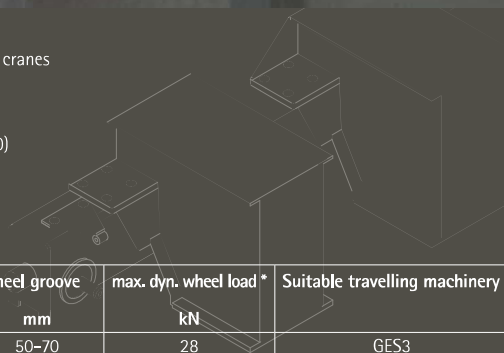 cranes
0)
heel groove max. dyn. wheel load * Suitable travelling machinery
mm kN
50-70 28 GES3